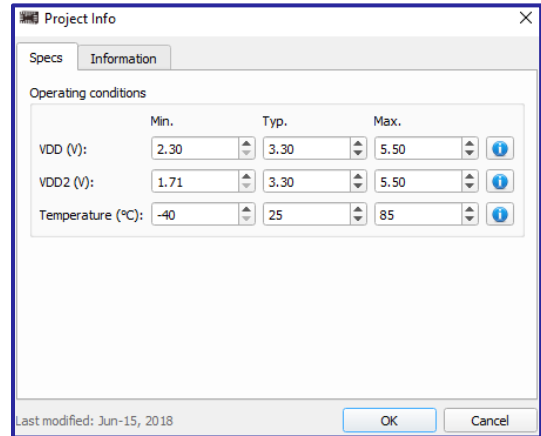 Project Info
Specs Information
Operating conditions
Min. Typ. Max.
VDD (V): 2.30 3.30 5.50
VDD2 (V): 1.71 3.30 5.50
Temperature (ºC): -40 25 85
Last modified: Jun-15, 2018 OK Cancel